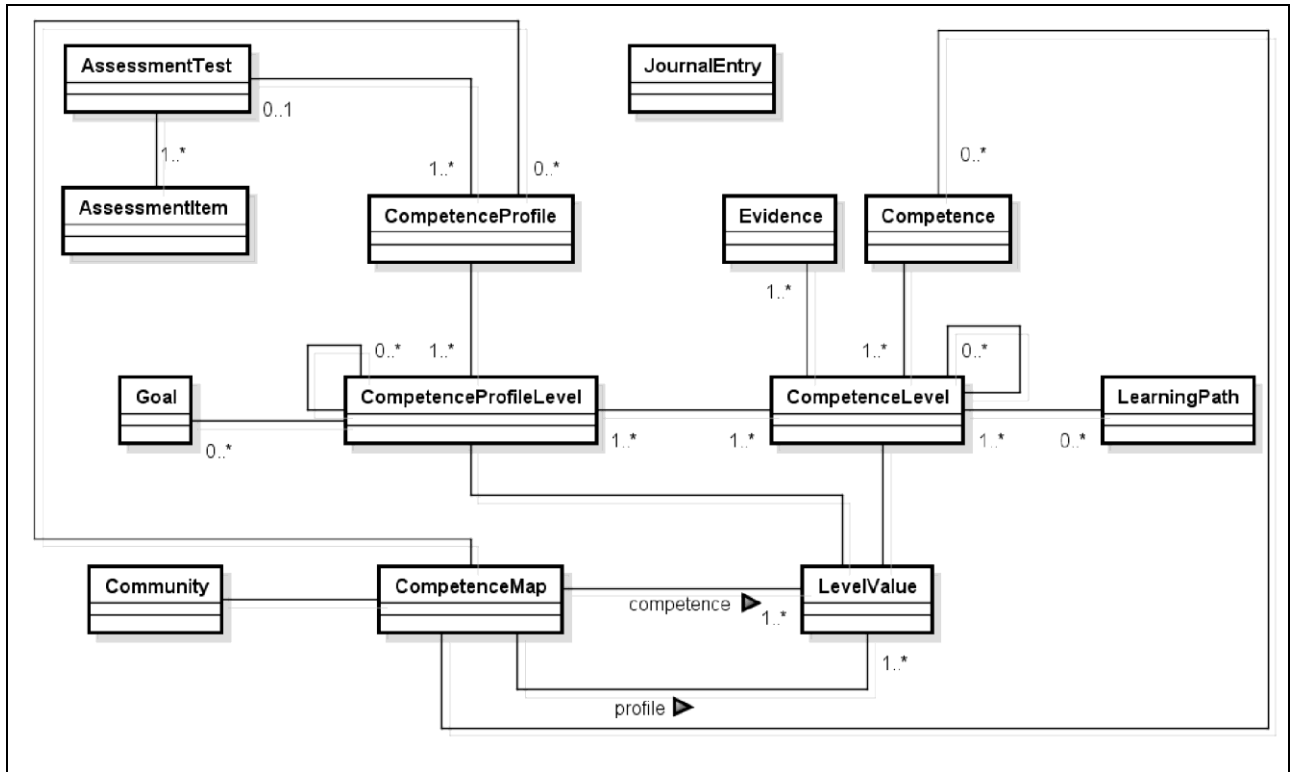 AssessmentTest
JournalEntry
0..1
1..*
0..*
0..*
1..*
AssessmentItem
CompetenceProfile
Evidence
Competence
1..*
0..*
1..*
1..*
0..*
Goal
CompetenceProfileLevel
CompetenceLevel
LearningPath
0..*
1..*
1..*
1..*
0..*
Community
CompetenceMap
LevelValue
competence
1..*
1..*
profile